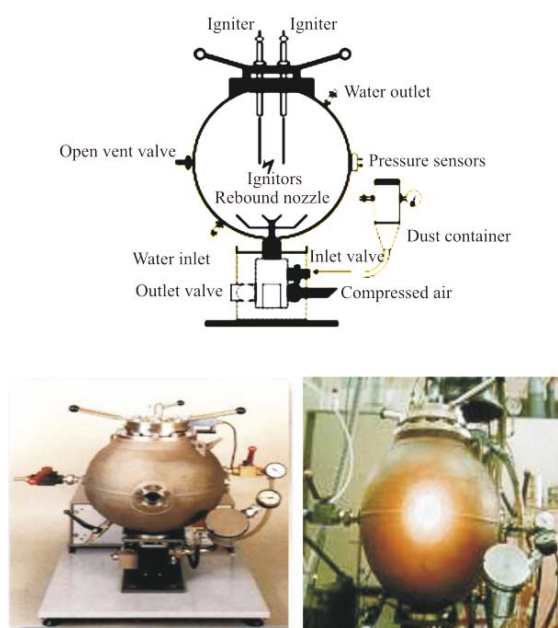 Igniter Igniter
Water outlet
Open vent valve
Pressure sensors
Ignitors
Rebound nozzle
Dust container
Water inlet
Inlet valve
Outlet valve
Compressed air